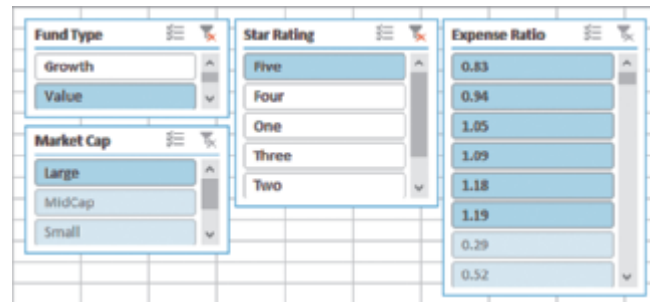 Fund Type
Growth
Value
Market Cap
Large
MidCap
Small
Star Rating
Five
Four
One
Three
Two
Expense Ratio
0.83
0.94
1.05
1.09
1.18
1.19
0.29
0.52